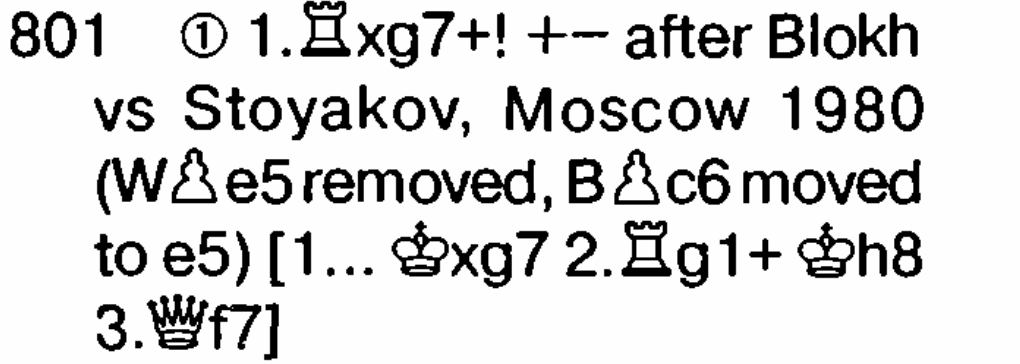 801 ① 1.♖xg7+! +− after Blokh
vs Stoyakov, Moscow 1980
(W♙e5 removed, B♙c6 moved
to e5) [1... ♔xg7 2.♖g1+ ♔h8
3.♕f7]